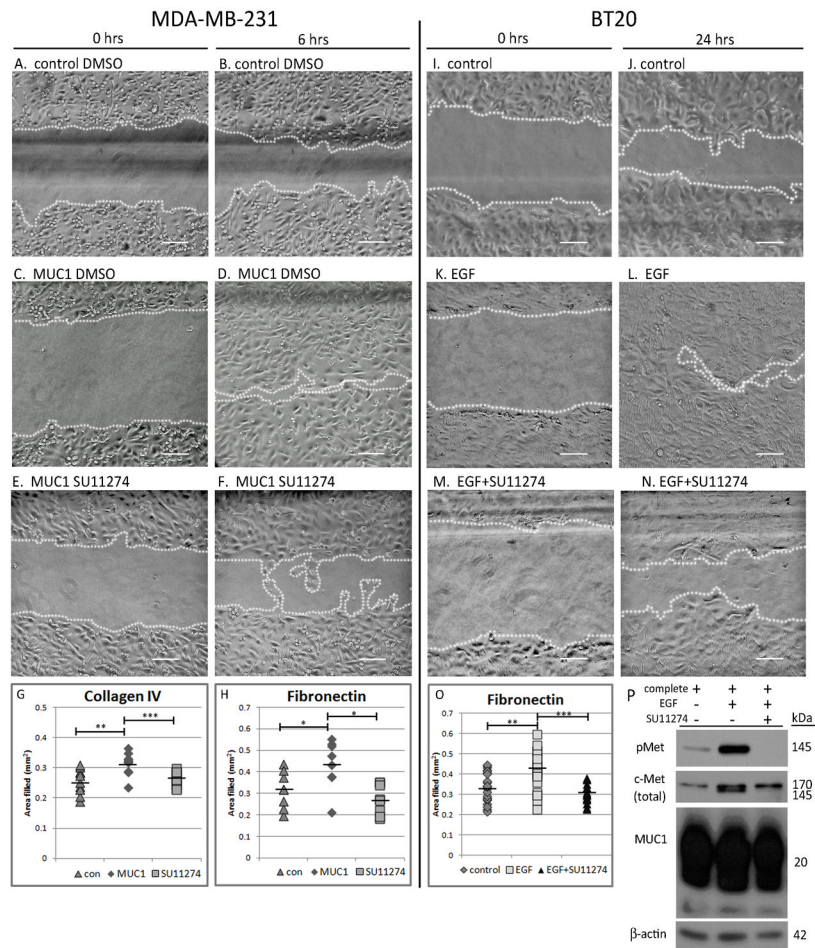 MDA-MB-231
BT20
0 hrs
6 hrs
0 hrs
24 hrs
A. control DMSO
B. control DMSO
I. control
J. control
C. MUC1 DMSO
D. MUC1 DMSO
K. EGF
L. EGF
E. MUC1 SU11274
F. MUC1 SU11274
M. EGF+SU11274
N. EGF+SU11274
G
Collagen IV
Area filled (mm²)
0.5
0.4
0.3
0.2
0.1
0
**
***
con
MUC1
SU11274
H
Fibronectin
Area filled (mm²)
0.6
0.5
0.4
0.3
0.2
0.1
0
*
*
con
MUC1
SU11274
O
Fibronectin
Area filled (mm²)
0.7
0.6
0.5
0.4
0.3
0.2
0.1
0
**
***
control
EGF
EGF+SU11274
P
complete + + +
EGF - + +
SU11274 - - +
kDa
pMet 145
c-Met (total) 170 145
MUC1 20
β-actin 42